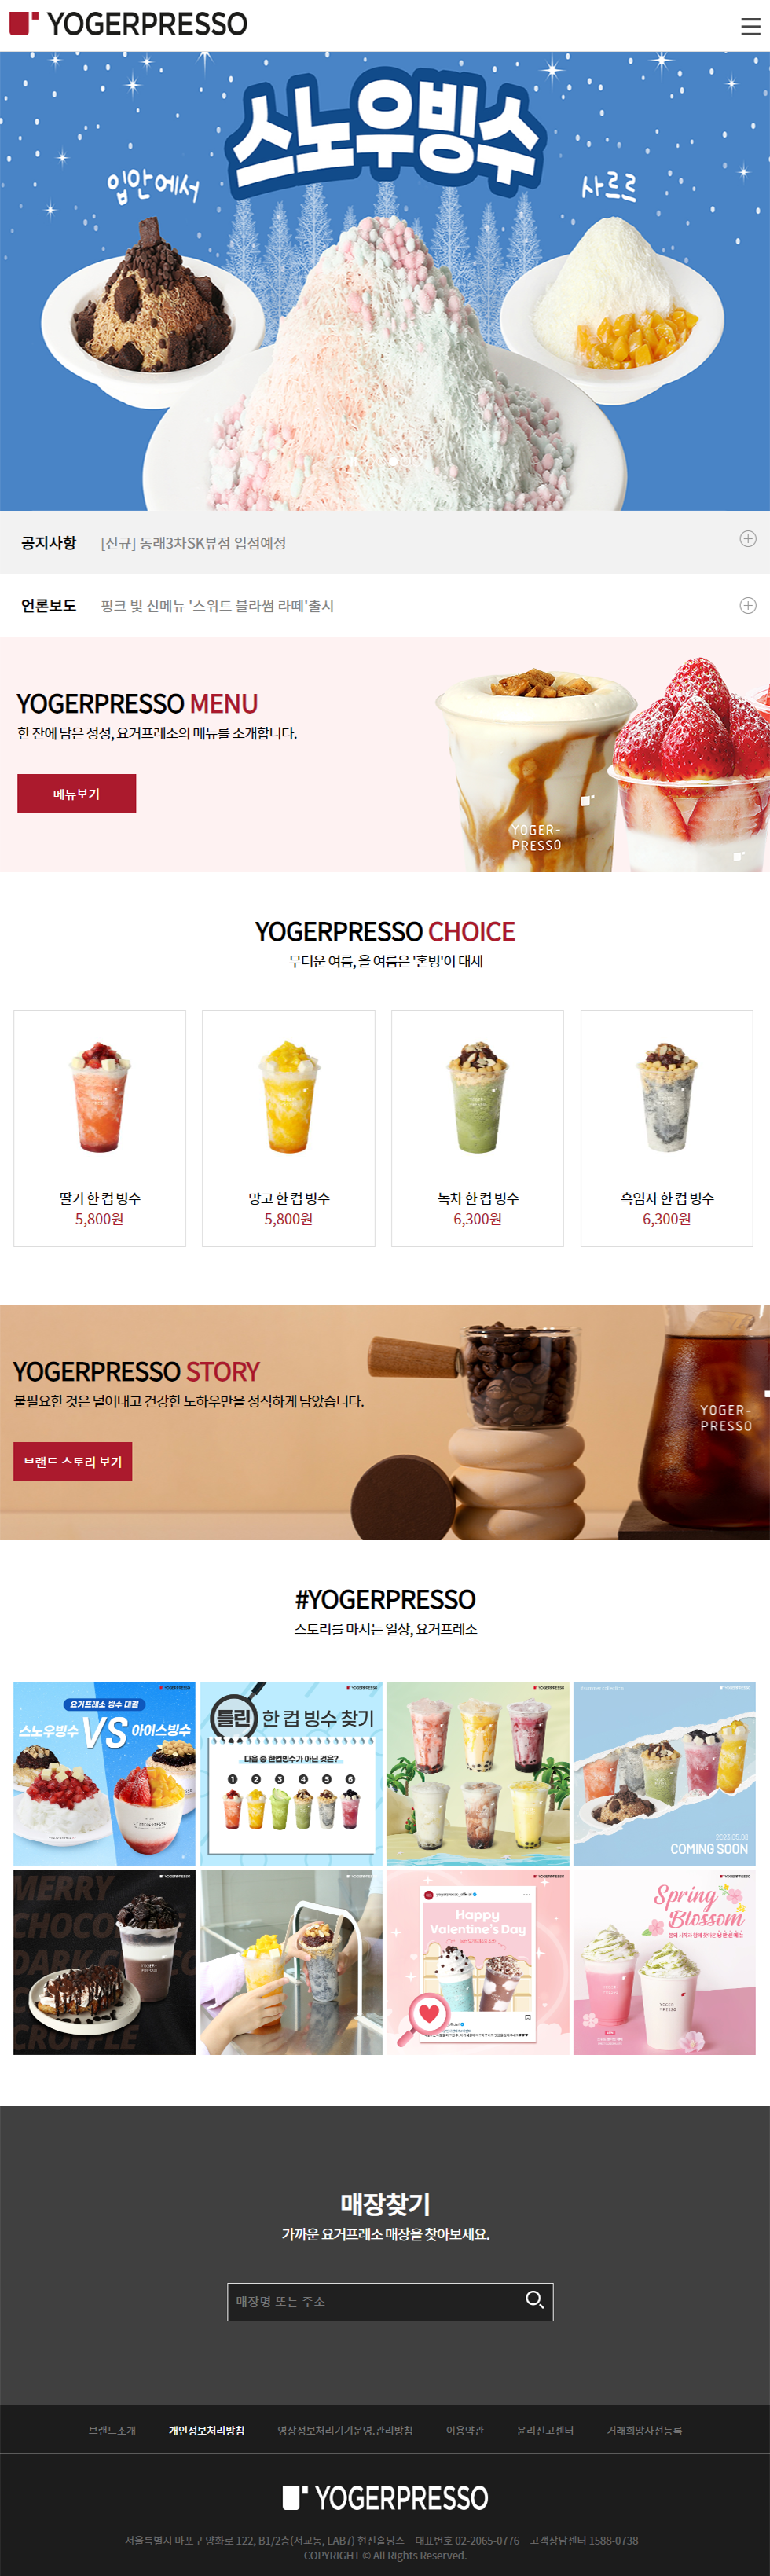 YOGERPRESSO
스노우빙수
입안에서
사르르
공지사항 [신규] 동래3차SK뷰점 입점예정
언론보도 핑크 빛 신메뉴 '스위트 블라썸 라떼'출시
YOGERPRESSO MENU
한 잔에 담은 정성, 요거프레소의 메뉴를 소개합니다.
메뉴보기
YOGER-
PRESSO
YOGERPRESSO CHOICE
무더운 여름, 올 여름은 '혼빙'이 대세
딸기 한 컵 빙수 망고 한 컵 빙수 녹차 한 컵 빙수 흑임자 한 컵 빙수
5,800원 5,800원 6,300원 6,300원
YOGERPRESSO STORY
불필요한 것은 덜어내고 건강한 노하우만을 정직하게 담았습니다.
브랜드 스토리 보기
YOGER-
PRESSO
#YOGERPRESSO
스토리를 마시는 일상, 요거프레소
YOGERPRESSO
요거프레소 빙수 대결
스노우빙수 VS 아이스빙수
YOGERPRESSO
틀린 한 컵 빙수 찾기
다음 중 한컵빙수가 아닌 것은?
1 2 3 4 5 6
YOGERPRESSO
YOGERPRESSO
2023.05.08
COMING SOON
YOGERPRESSO
MERRY
CHOCO
CROFFLE
YOGER-
PRESSO
YOGERPRESSO
YOGERPRESSO
Happy
Valentine's Day
YOGERPRESSO
Spring
Blossom
YOGER-
PRESSO
매장찾기
가까운 요거프레소 매장을 찾아보세요.
매장명 또는 주소
브랜드소개 개인정보처리방침 영상정보처리기기운영.관리방침 이용약관 윤리신고센터 거래희망사전등록
YOGERPRESSO
서울특별시 마포구 양화로 122, B1/2층(서교동, LAB7) 현진홀딩스 대표번호 02-2065-0776 고객상담센터 1588-0738
COPYRIGHT © All Rights Reserved.